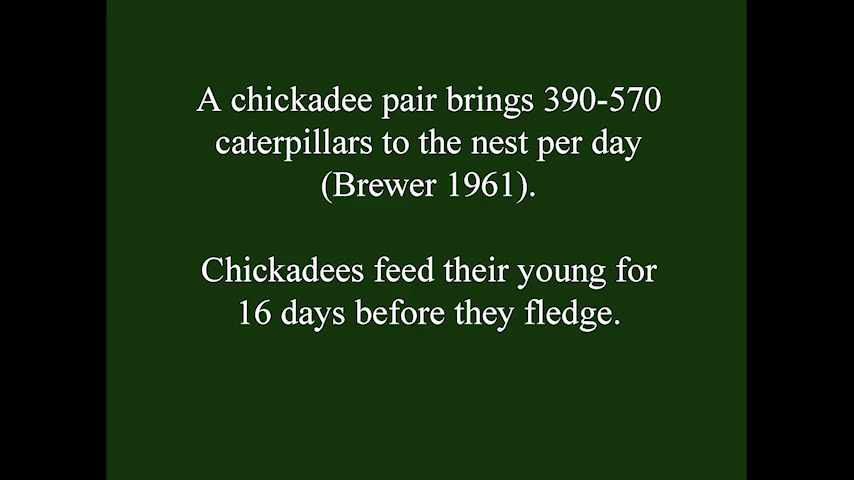 A chickadee pair brings 390-570
caterpillars to the nest per day
(Brewer 1961).
Chickadees feed their young for
16 days before they fledge.